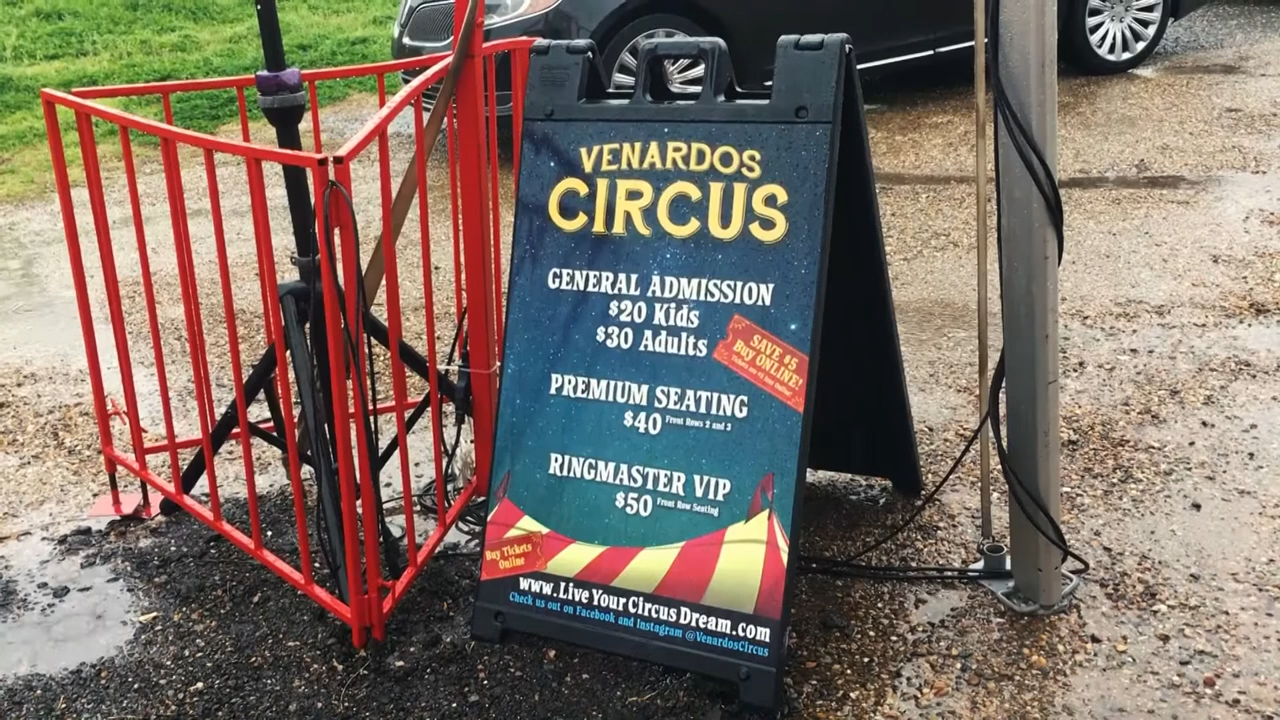 VENARDOS
CIRCUS
GENERAL ADMISSION
$20 Kids
$30 Adults
SAVE $5
Buy ONLINE!
PREMIUM SEATING
$40 Front Rows 2 and 3
RINGMASTER VIP
$50 Front Row Seating
Buy Tickets
Online
www.LiveYourCircusDream.com
Check us out on Facebook and Instagram @VenardosCircus